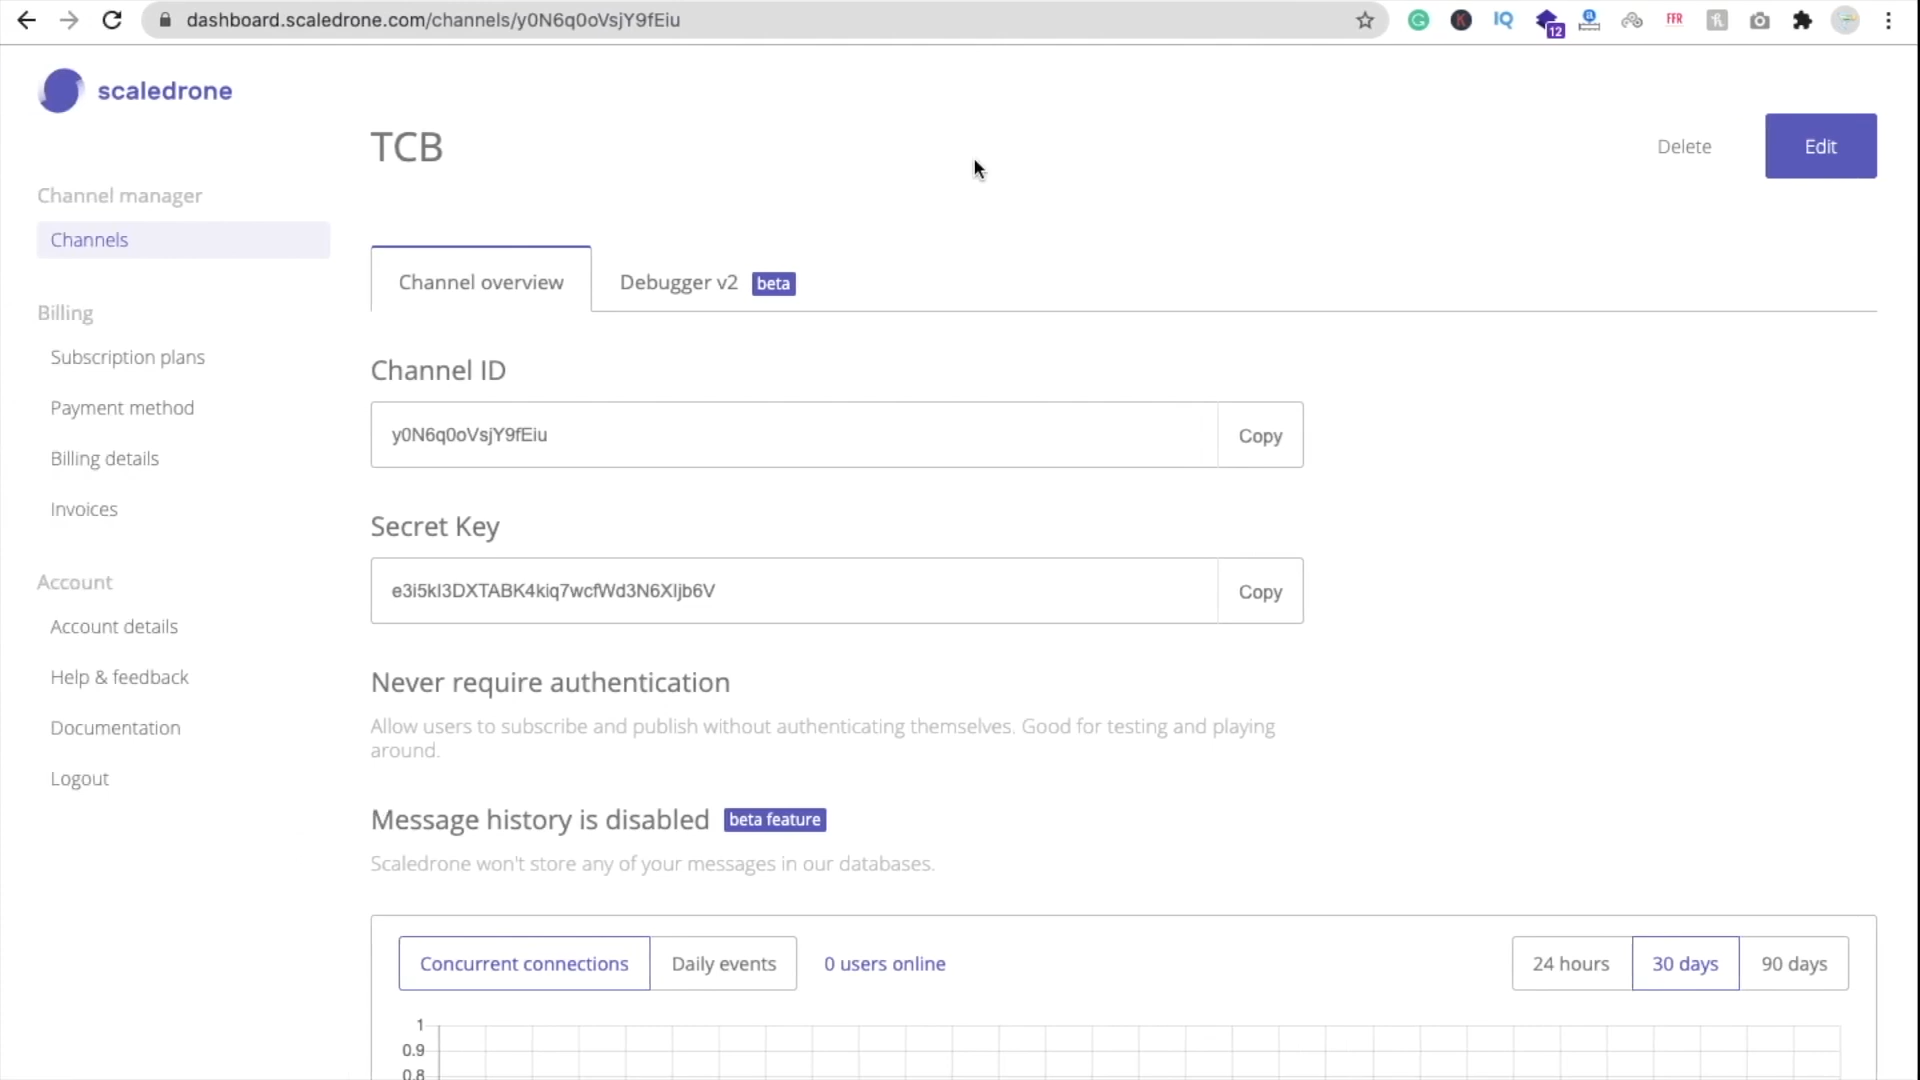 dashboard.scaledrone.com/channels/y0N6q0oVsjY9fEiu
IQ
12
FFR
scaledrone
TCB
Delete
Edit
Channel manager
Channels
Billing
Subscription plans
Payment method
Billing details
Invoices
Account
Account details
Help & feedback
Documentation
Logout
Channel overview
Debugger v2 beta
Channel ID
y0N6q0oVsjY9fEiu
Copy
Secret Key
e3i5kI3DXTABK4kiq7wcfWd3N6XIjb6V
Copy
Never require authentication
Allow users to subscribe and publish without authenticating themselves. Good for testing and playing
around.
Message history is disabled beta feature
Scaledrone won't store any of your messages in our databases.
Concurrent connections
Daily events
0 users online
24 hours
30 days
90 days
1
0.9
0.8